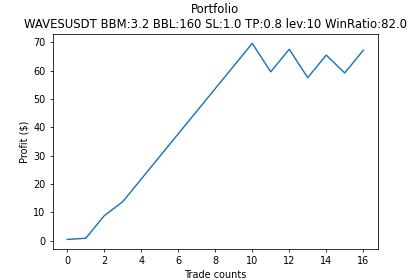 Portfolio
WAVESUSDT BBM:3.2 BBL:160 SL:1.0 TP:0.8 lev:10 WinRatio:82.0
Profit ($)
70
60
50
40
30
20
10
0
0 2 4 6 8 10 12 14 16
Trade counts